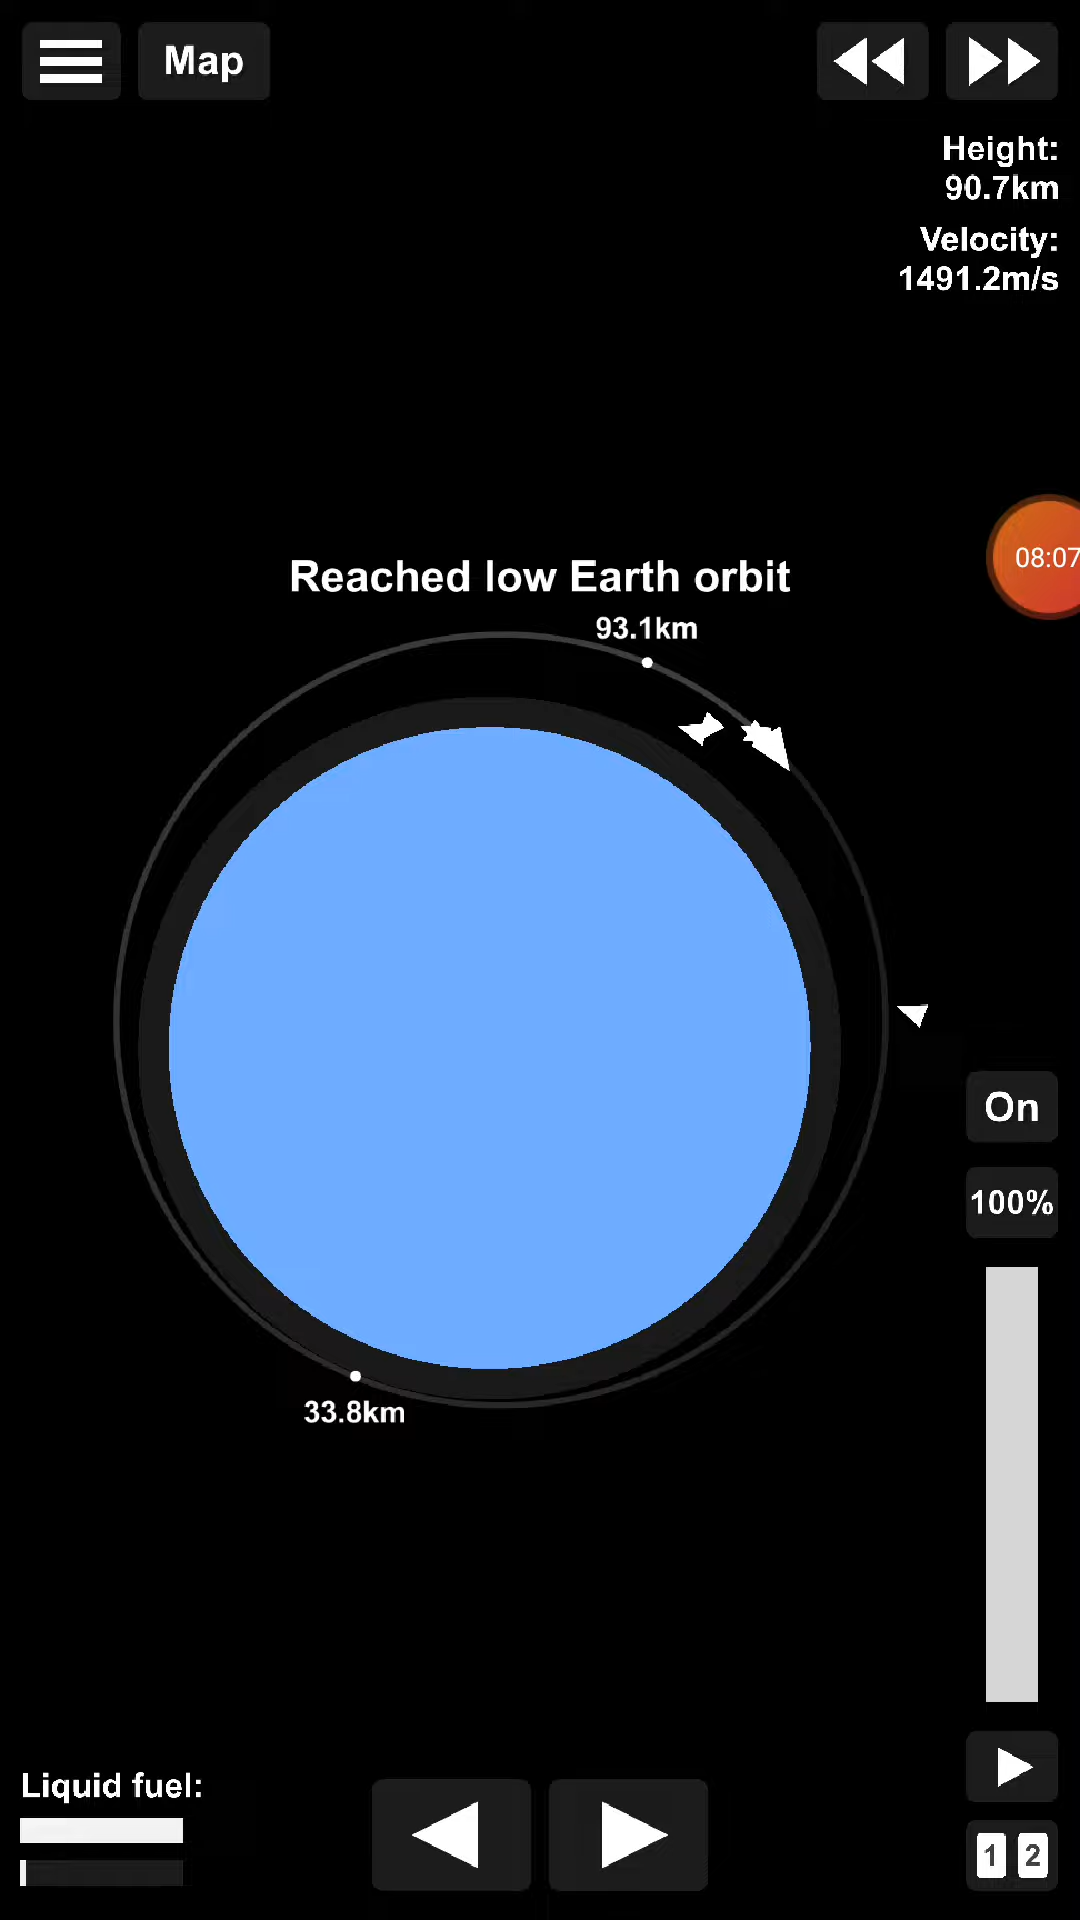 Map
Height:
90.7km
Velocity:
1491.2m/s
08:07
Reached low Earth orbit
93.1km
On
100%
33.8km
Liquid fuel:
1 2